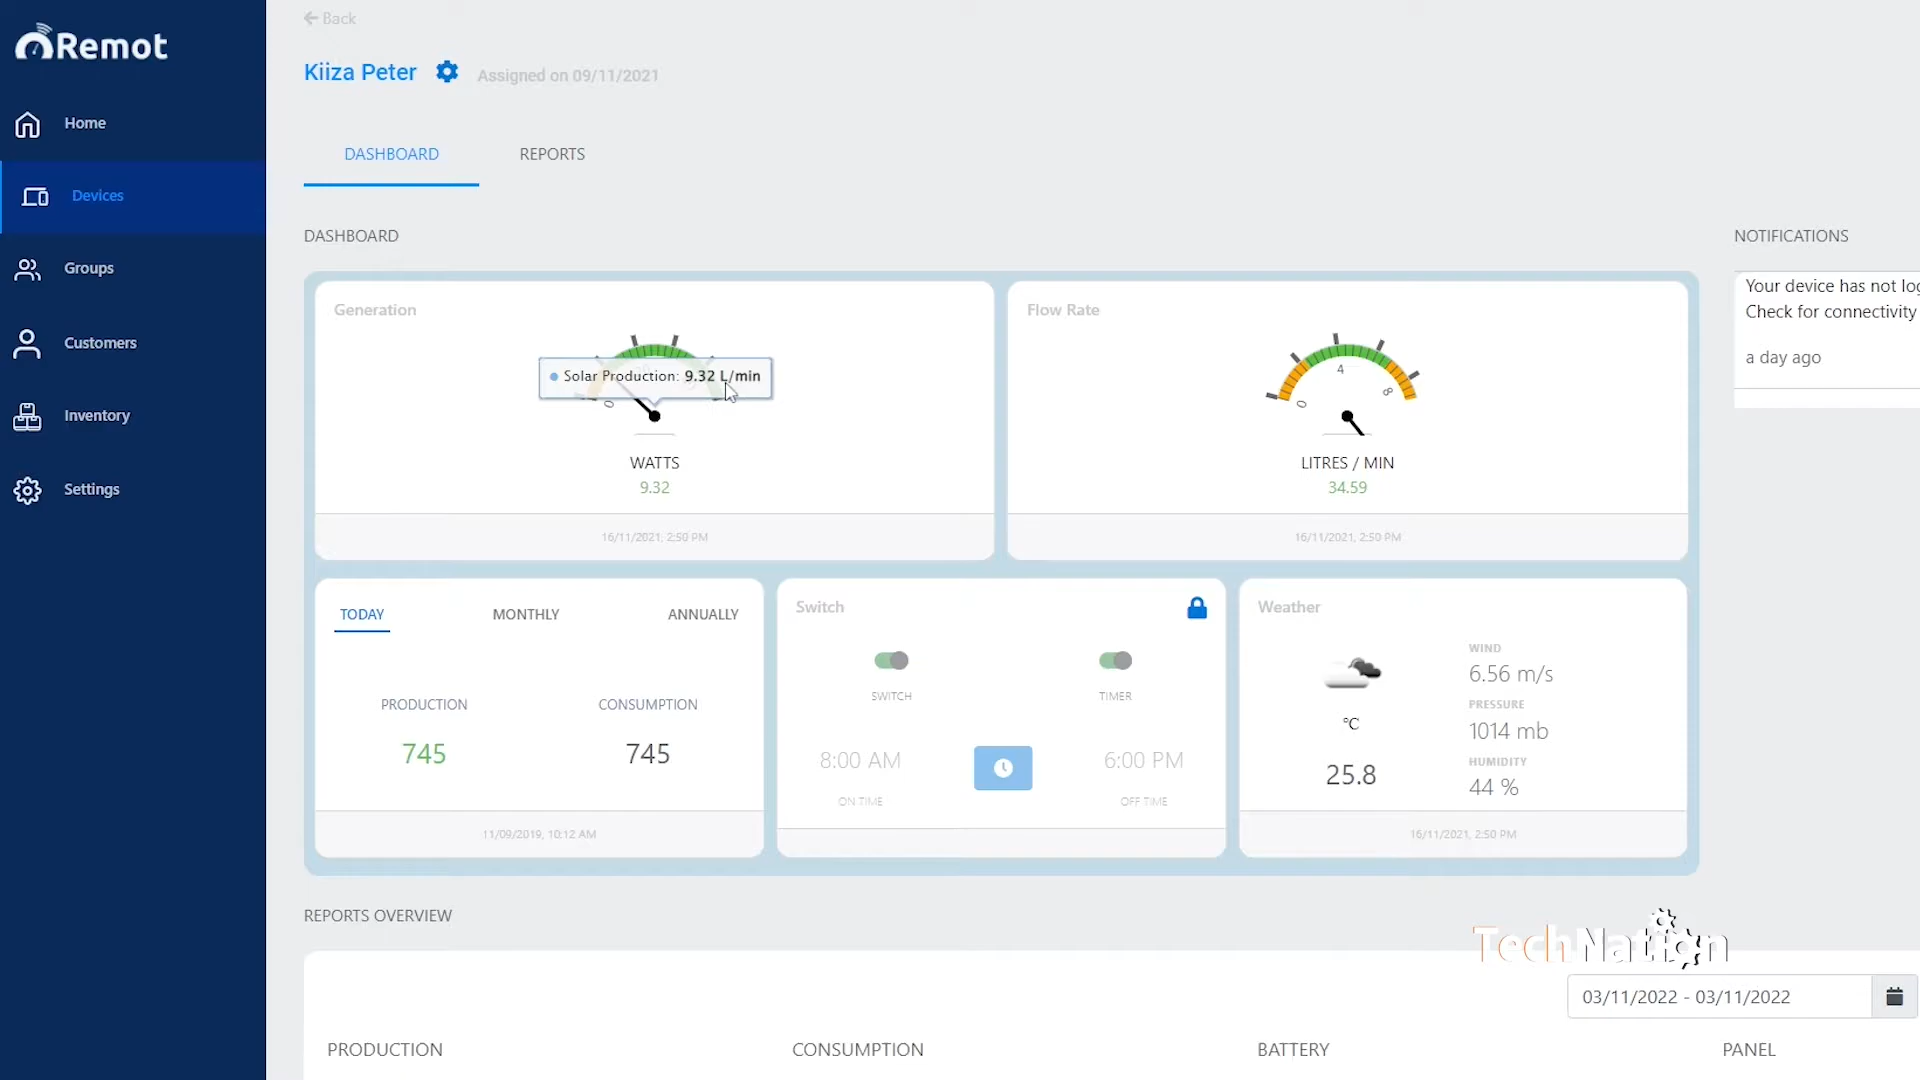 Remot
Home
Devices
Groups
Customers
Inventory
Settings
Back
Kiiza Peter
Assigned on 09/11/2021
DASHBOARD
REPORTS
DASHBOARD
NOTIFICATIONS
Your device has not log
Check for connectivity
a day ago
Generation
Solar Production: 9.32 L/min
0
WATTS
9.32
16/11/2021, 2:50 PM
Flow Rate
0 4 8
LITRES / MIN
34.59
16/11/2021, 2:50 PM
TODAY
MONTHLY
ANNUALLY
PRODUCTION
745
CONSUMPTION
745
11/09/2019, 10:12 AM
Switch
SWITCH
TIMER
8:00 AM
ON TIME
6:00 PM
OFF TIME
Weather
°C
25.8
WIND
6.56 m/s
PRESSURE
1014 mb
HUMIDITY
44 %
16/11/2021, 2:50 PM
REPORTS OVERVIEW
TechNation
03/11/2022 - 03/11/2022
PRODUCTION
CONSUMPTION
BATTERY
PANEL